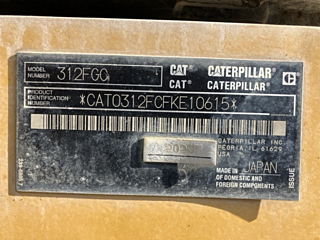 MODEL NUMBER 312FGC
CAT CATERPILLAR
CAT CATERPILLAR
PRODUCT IDENTIFICATION NUMBER *CAT0312FCFKE10615*
CATERPILLAR INC.
PEORIA IL 61629
USA
MADE IN JAPAN
OF DOMESTIC AND
FOREIGN COMPONENTS
ISSUE